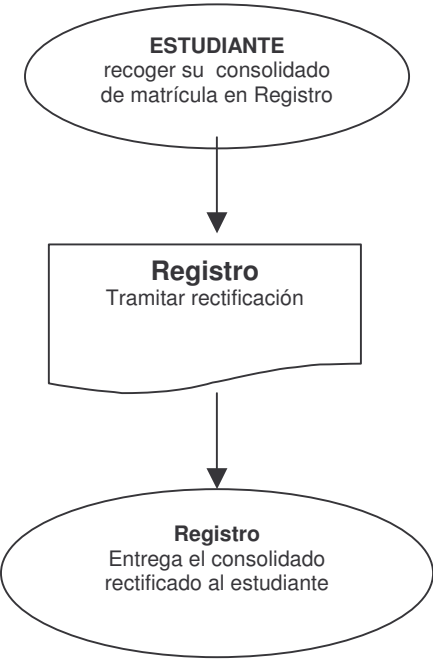 ESTUDIANTE
recoger su consolidado
de matrícula en Registro
Registro
Tramitar rectificación
Registro
Entrega el consolidado
rectificado al estudiante